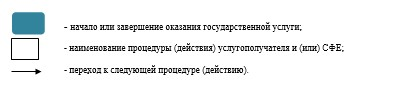 - начало или завершение оказания государственной услуги;
- наименование процедуры (действия) услугополучателя и (или) СФЕ;
- переход к следующей процедуре (действию).